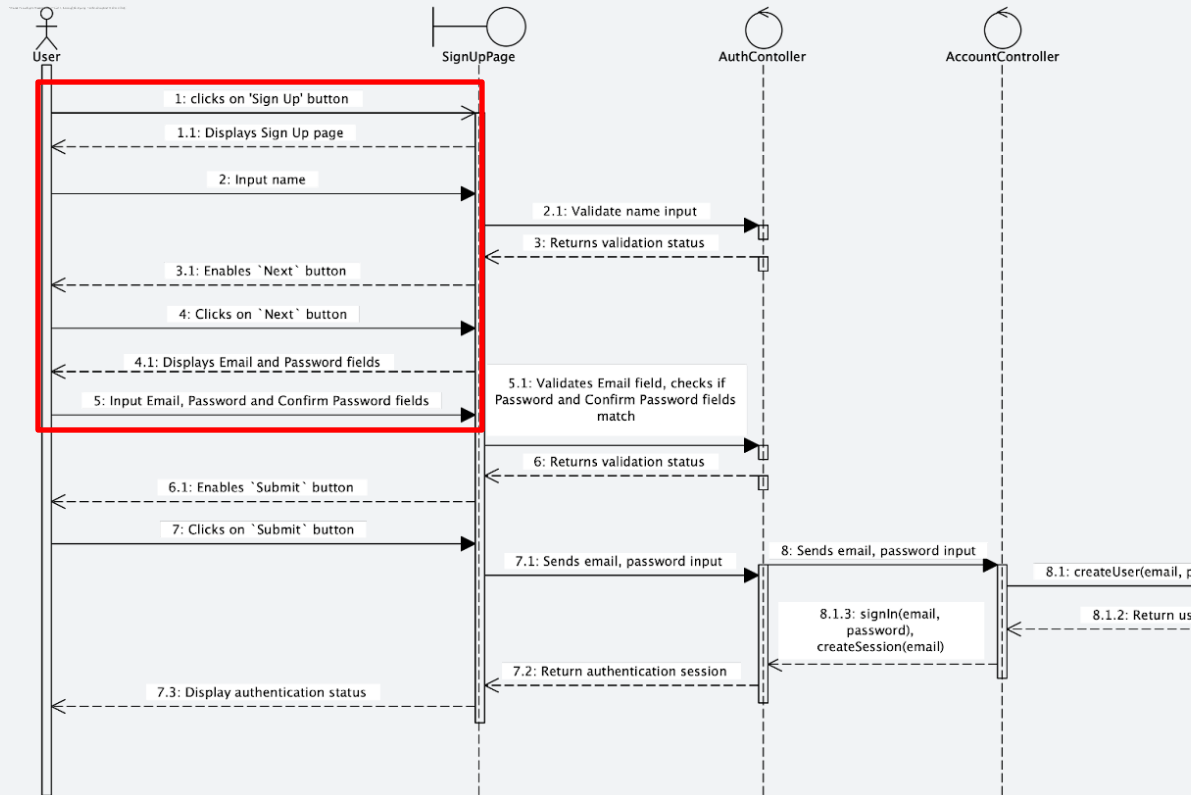 User
SignUpPage
AuthContoller
AccountController
1: clicks on 'Sign Up' button
1.1: Displays Sign Up page
2: Input name
2.1: Validate name input
3: Returns validation status
3.1: Enables `Next` button
4: Clicks on `Next` button
4.1: Displays Email and Password fields
5: Input Email, Password and Confirm Password fields
5.1: Validates Email field, checks if
Password and Confirm Password fields
match
6: Returns validation status
6.1: Enables `Submit` button
7: Clicks on `Submit` button
7.1: Sends email, password input
8: Sends email, password input
8.1: createUser(email, p
8.1.2: Return us
8.1.3: signIn(email,
password),
createSession(email)
7.2: Return authentication session
7.3: Display authentication status